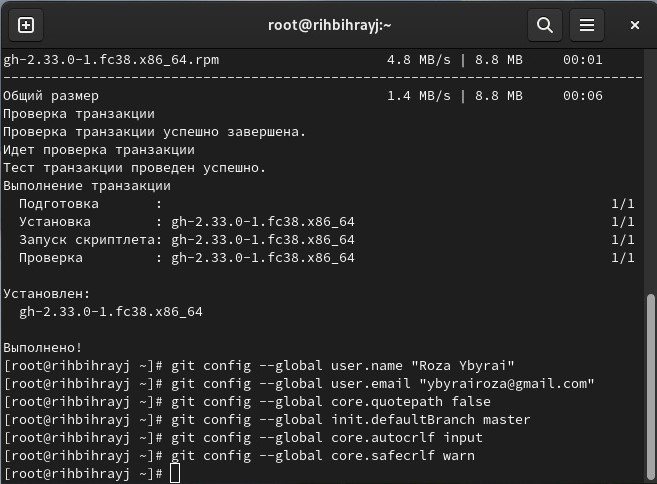 root@rihbihrayj:~
gh-2.33.0-1.fc38.x86_64.rpm 4.8 MB/s | 8.8 MB 00:01
--------------------------------------------------------------------------------
Общий размер 1.4 MB/s | 8.8 MB 00:06
Проверка транзакции
Проверка транзакции успешно завершена.
Идет проверка транзакции
Тест транзакции проведен успешно.
Выполнение транзакции
Подготовка : 1/1
Установка : gh-2.33.0-1.fc38.x86_64 1/1
Запуск скриптлета: gh-2.33.0-1.fc38.x86_64 1/1
Проверка : gh-2.33.0-1.fc38.x86_64 1/1
Установлен:
gh-2.33.0-1.fc38.x86_64
Выполнено!
[root@rihbihrayj ~]# git config --global user.name "Roza Ybyrai"
[root@rihbihrayj ~]# git config --global user.email "ybyrairoza@gmail.com"
[root@rihbihrayj ~]# git config --global core.quotepath false
[root@rihbihrayj ~]# git config --global init.defaultBranch master
[root@rihbihrayj ~]# git config --global core.autocrlf input
[root@rihbihrayj ~]# git config --global core.safecrlf warn
[root@rihbihrayj ~]#